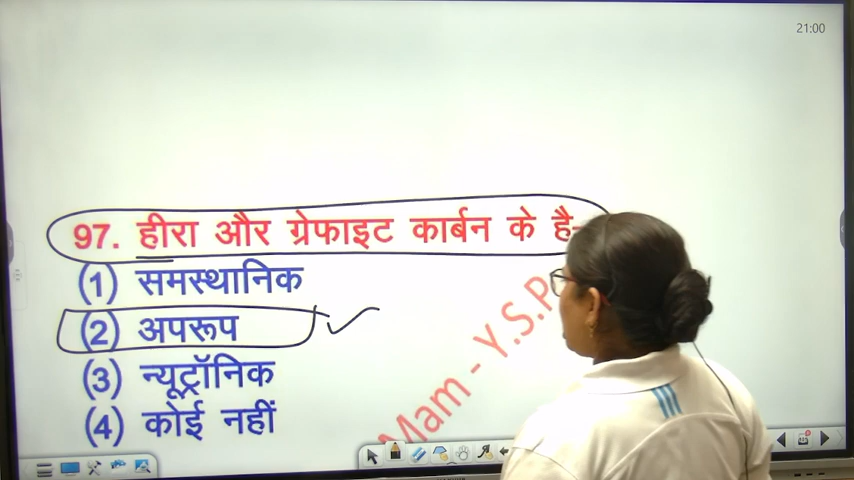 21:00
97. हीरा और ग्रेफाइट कार्बन के है-
(1) समस्थानिक
(2) अपरूप
(3) न्यूट्रॉनिक
(4) कोई नहीं
Mam - Y.S.P